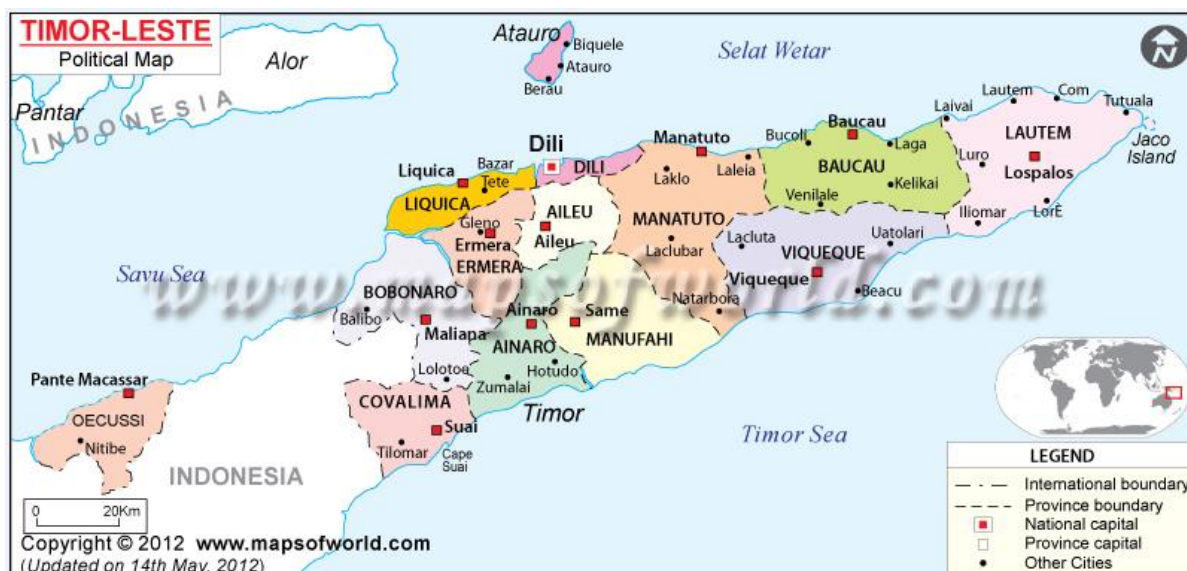 TIMOR-LESTE
Political Map
Atauro
Biquele
Atauro
Berau
Selat Wetar
N
Alor
Pantar
INDONESIA
Lautem
Com
Tutuala
Laivai
Jaco
Island
LAUTEM
Luro
Lospalos
Iliomar
LorÈ
Baucau
Bucoli
Laga
BAUCAU
Kelikai
Venilale
Manatuto
Laklo
Laleia
MANATUTO
Laclubar
Natarbora
Dili
DILI
Bazar
Liquica
Tete
LIQUICA
Gleno
Ermera
ERMERA
AILEU
Aileu
Lacluta
Uatolari
VIQUEQUE
Viqueque
Beacu
Savu Sea
www.mapsofworld.com
BOBONARO
Balibo
Maliana
Lolotoe
Ainaro
AINARO
Hotudo
Zumalai
Same
MANUFAHI
Pante Macassar
OECUSSI
Nitibe
COVALIMA
Suai
Tilomar
Cape
Suai
Timor
Timor Sea
INDONESIA
0 20Km
LEGEND
International boundary
Province boundary
National capital
Province capital
Other Cities
Copyright © 2012 www.mapsofworld.com
(Updated on 14th May, 2012)